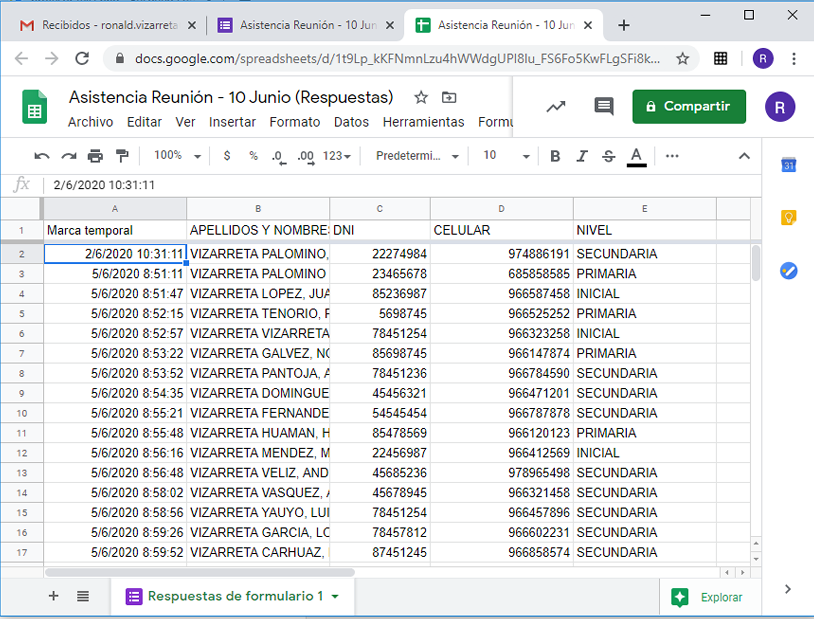 Recibidos - ronald.vizarreta
Asistencia Reunión - 10 Jun
Asistencia Reunión - 10 Jun
docs.google.com/spreadsheets/d/1t9Lp_kKFNmnLzu4hWWdgUPI8Iu_FS6Fo5KwFLgSFi8k...
R
Asistencia Reunión - 10 Junio (Respuestas)
Compartir
R
Archivo Editar Ver Insertar Formato Datos Herramientas Formu
100% $ % .0 .00 123 Predetermi... 10 B I S A ...
fx 2/6/2020 10:31:11
31
A B C D E
1 Marca temporal APELLIDOS Y NOMBRES DNI CELULAR NIVEL
2 2/6/2020 10:31:11 VIZARRETA PALOMINO, 22274984 974886191 SECUNDARIA
3 5/6/2020 8:51:11 VIZARRETA PALOMINO 23465678 685858585 PRIMARIA
4 5/6/2020 8:51:47 VIZARRETA LOPEZ, JUA 85236987 966587458 INICIAL
5 5/6/2020 8:52:15 VIZARRETA TENORIO, F 5698745 966525252 PRIMARIA
6 5/6/2020 8:52:57 VIZARRETA VIZARRETA 78451254 966323258 INICIAL
7 5/6/2020 8:53:22 VIZARRETA GALVEZ, NO 85698745 966147874 PRIMARIA
8 5/6/2020 8:53:52 VIZARRETA PANTOJA, A 78451236 966784590 SECUNDARIA
9 5/6/2020 8:54:35 VIZARRETA DOMINGUE 45456321 966471201 SECUNDARIA
10 5/6/2020 8:55:21 VIZARRETA FERNANDE 54545454 966787878 SECUNDARIA
11 5/6/2020 8:55:48 VIZARRETA HUAMAN, H 85478569 966120123 PRIMARIA
12 5/6/2020 8:56:16 VIZARRETA MENDEZ, M 22456987 966412569 INICIAL
13 5/6/2020 8:56:48 VIZARRETA VELIZ, AND 45685236 978965498 SECUNDARIA
14 5/6/2020 8:58:02 VIZARRETA VASQUEZ, A 45678945 966321458 SECUNDARIA
15 5/6/2020 8:58:56 VIZARRETA YAUYO, LUI 78451254 966457896 SECUNDARIA
16 5/6/2020 8:59:26 VIZARRETA GARCIA, LO 78457812 966602231 SECUNDARIA
17 5/6/2020 8:59:52 VIZARRETA CARHUAZ, 87451245 966858574 SECUNDARIA
Respuestas de formulario 1
Explorar